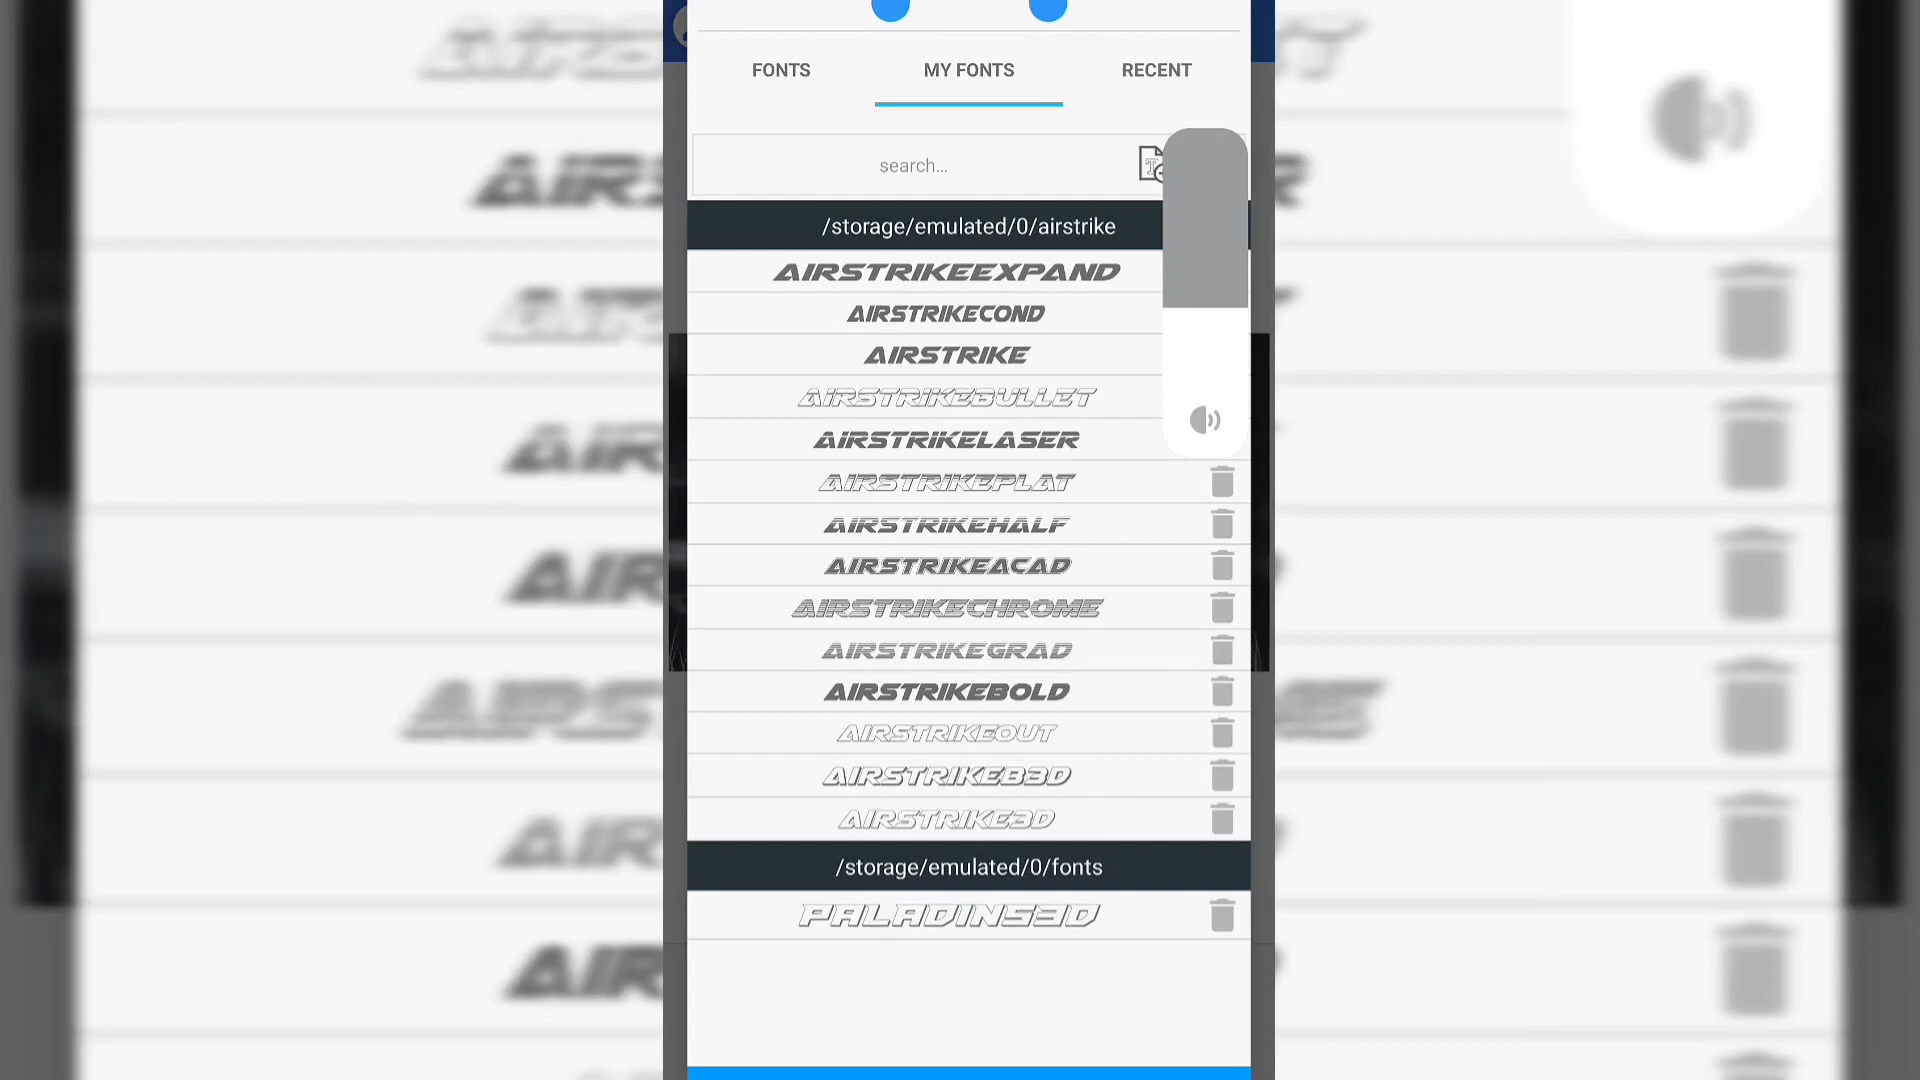 FONTS MY FONTS RECENT
search...
/storage/emulated/0/airstrike
AIRSTRIKEEXPAND
AIRSTRIKECOND
AIRSTRIKE
AIRSTRIKEBULLET
AIRSTRIKELASER
AIRSTRIKEPLAT
AIRSTRIKEHALF
AIRSTRIKEACAD
AIRSTRIKECHROME
AIRSTRIKEGRAD
AIRSTRIKEBOLD
AIRSTRIKEOUT
AIRSTRIKEB3D
AIRSTRIKE3D
/storage/emulated/0/fonts
PALADINS3D